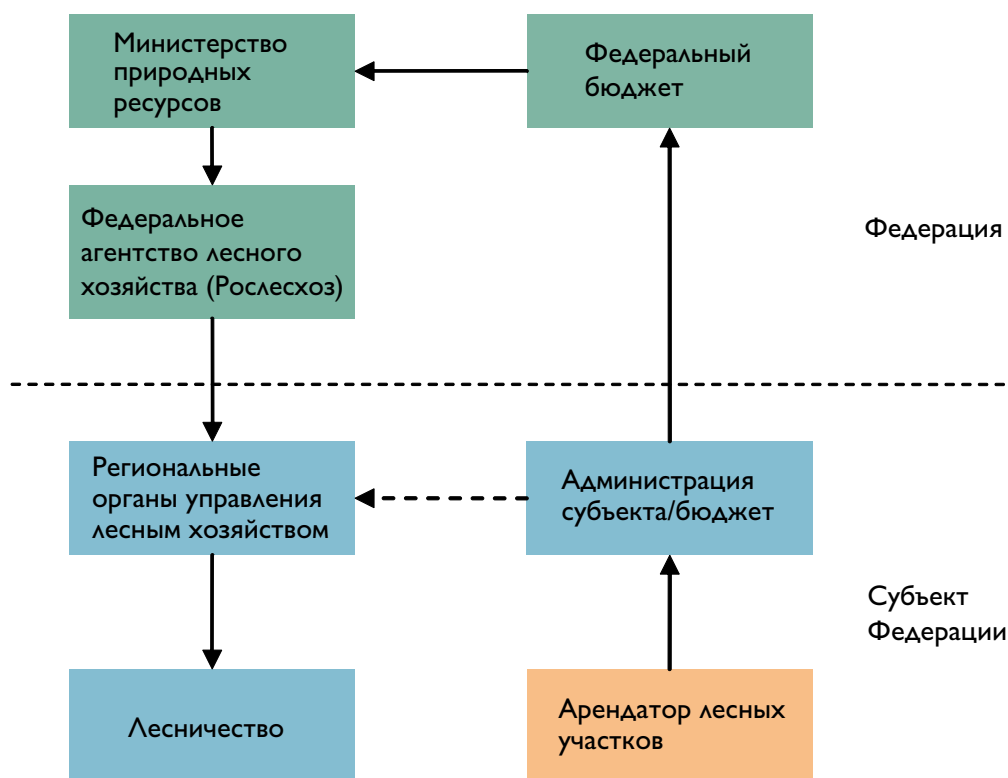 Министерство
природных
ресурсов
Федеральный
бюджет
Федеральное
агентство лесного
хозяйства (Рослесхоз)
Федерация
Региональные
органы управления
лесным хозяйством
Администрация
субъекта/бюджет
Субъект
Федерации
Лесничество
Арендатор лесных
участков